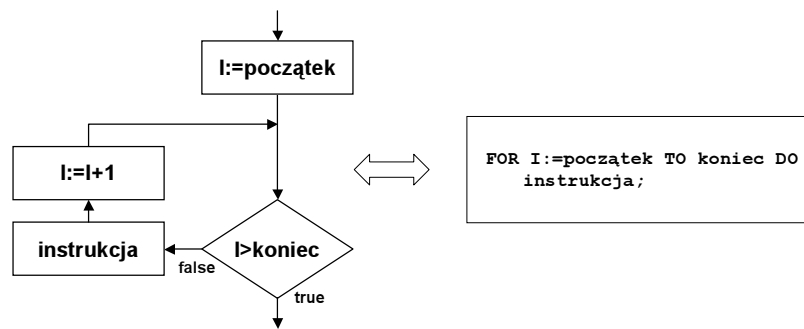 I:=początek
I:=I+1
FOR I:=początek TO koniec DO
instrukcja;
instrukcja
I>koniec
false
true